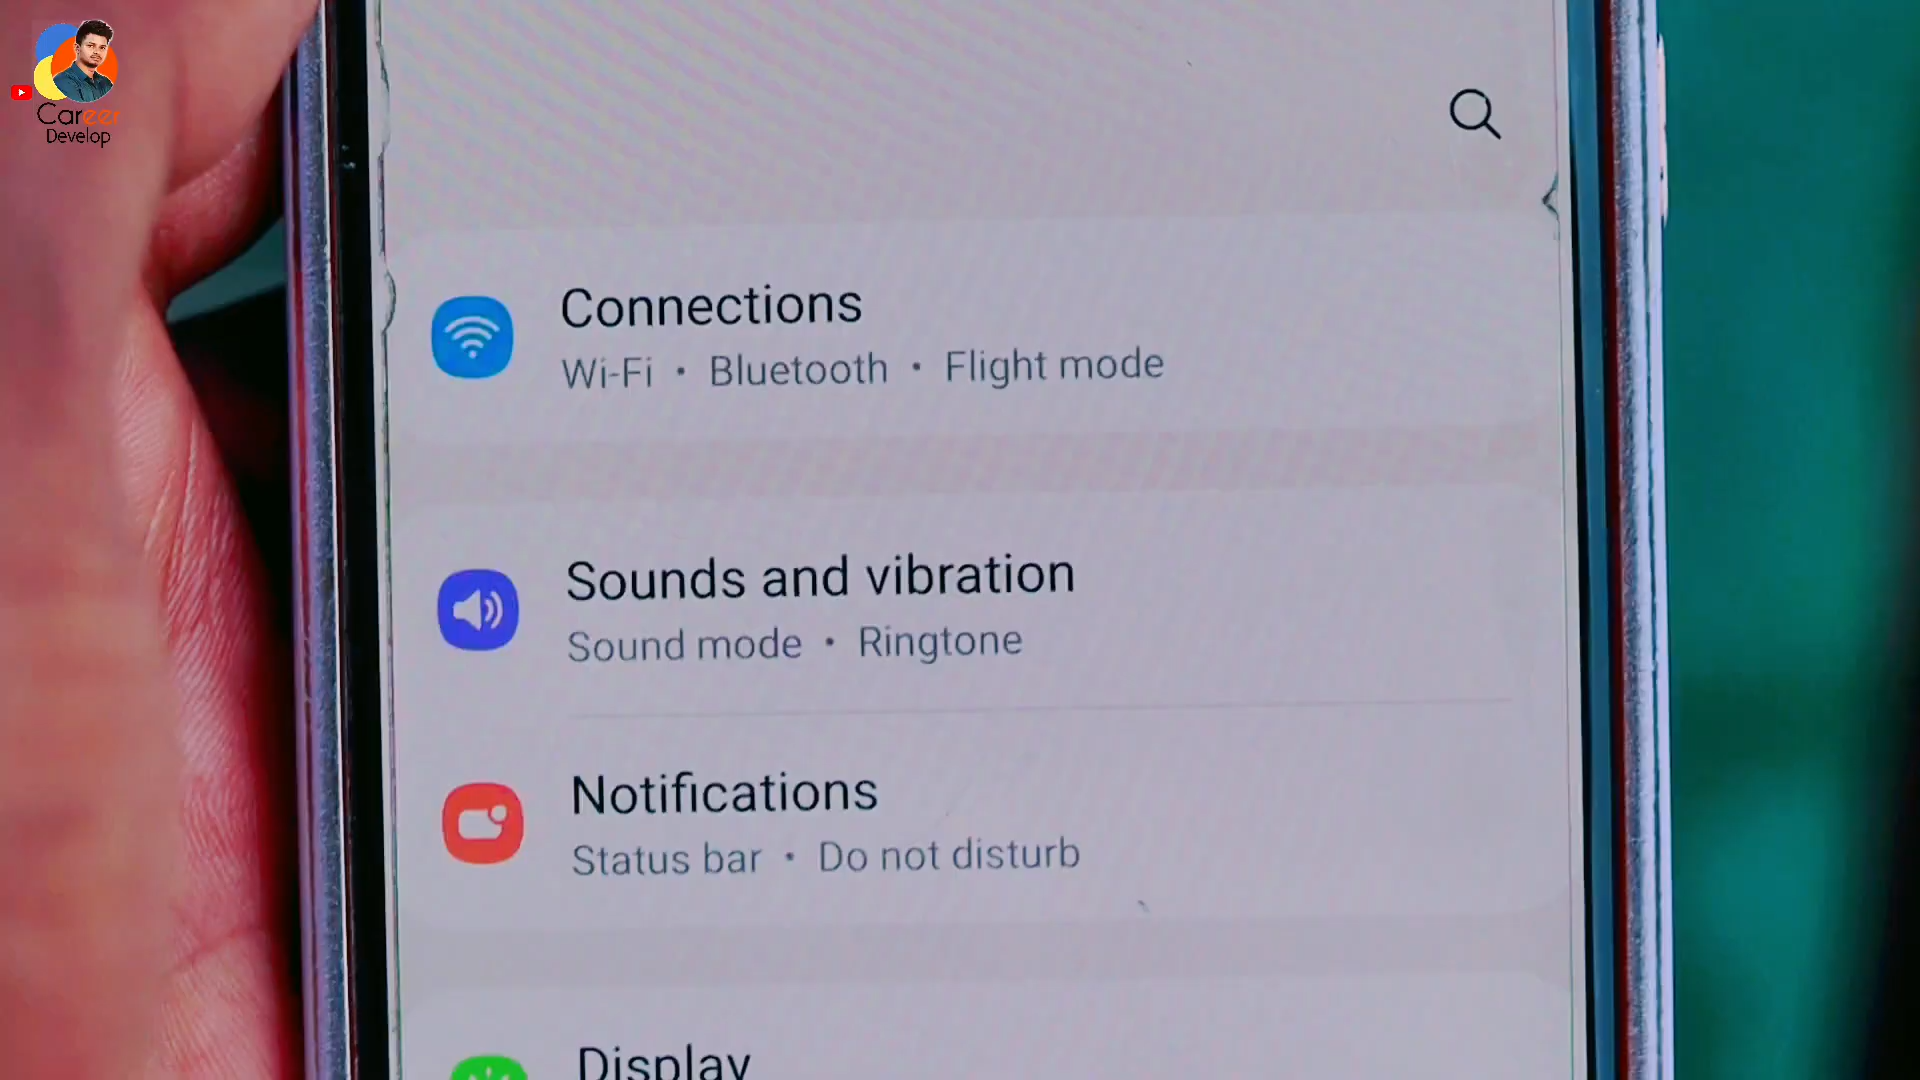 Career
Develop
Connections
Wi-Fi • Bluetooth • Flight mode
Sounds and vibration
Sound mode • Ringtone
Notifications
Status bar • Do not disturb
Display